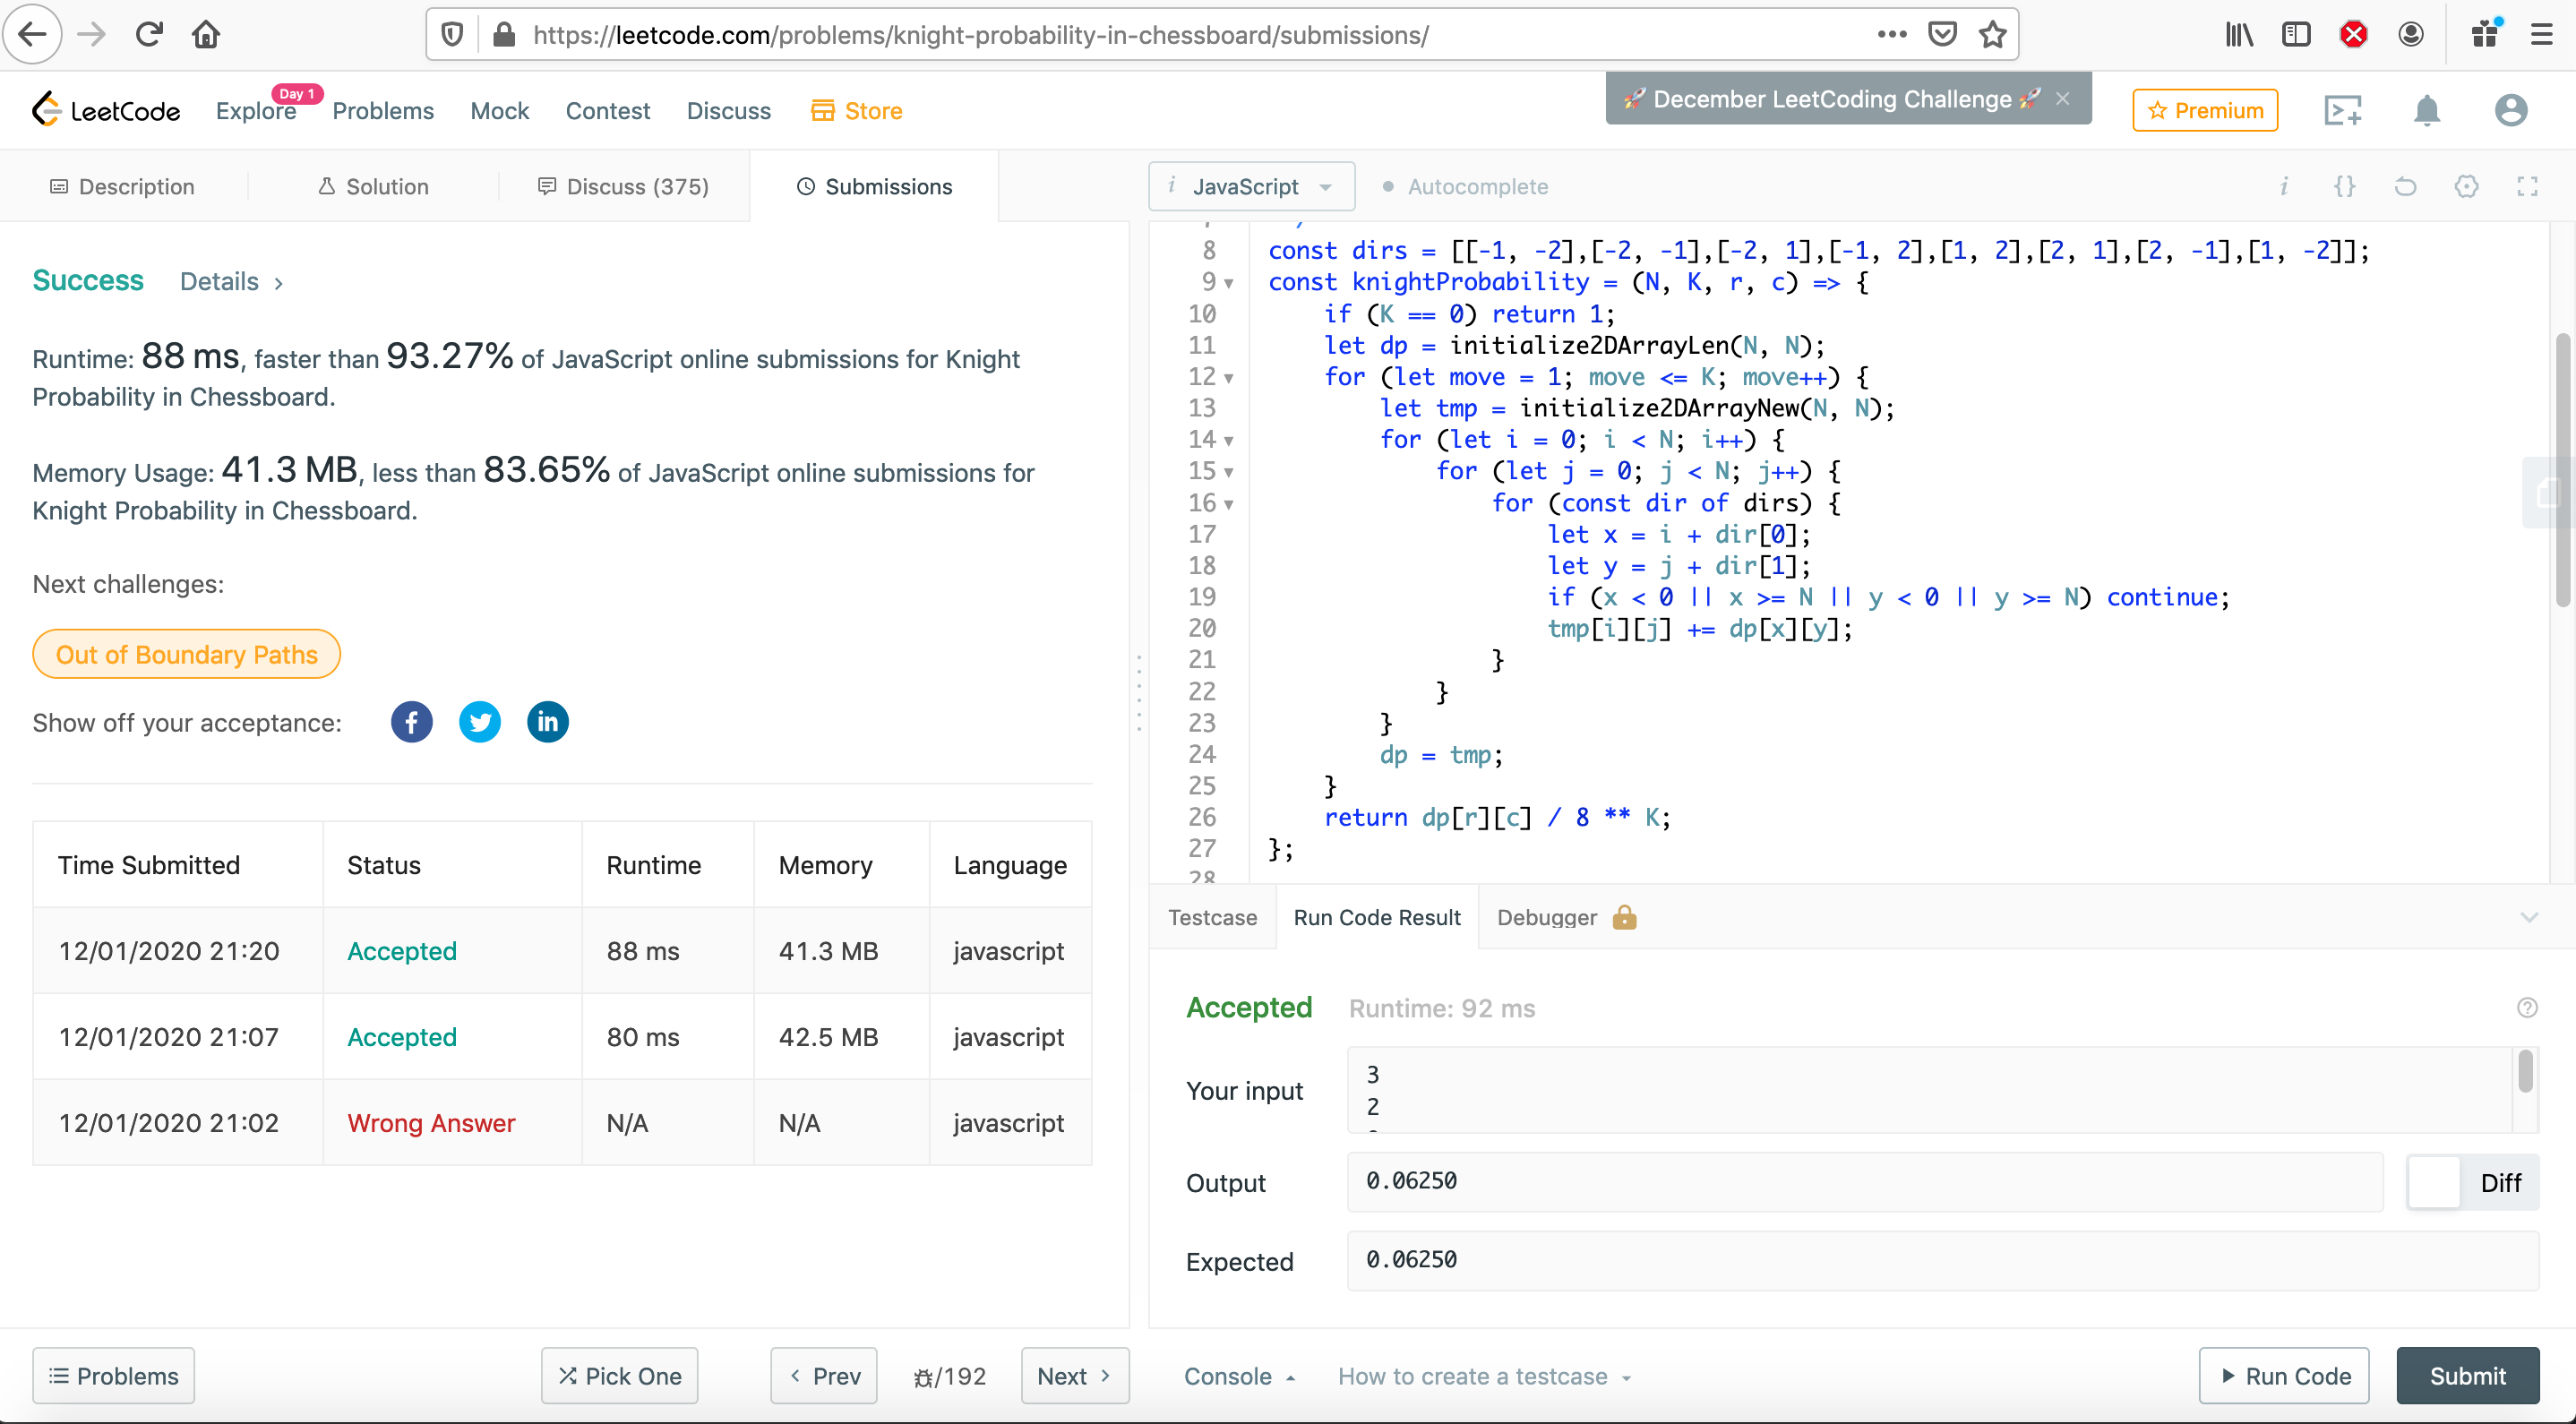 https://leetcode.com/problems/knight-probability-in-chessboard/submissions/
LeetCode
Explore
Day 1
Problems
Mock
Contest
Discuss
Store
🚀 December LeetCoding Challenge 🚀
Premium
Description
Solution
Discuss (375)
Submissions
Success
Details
Runtime: 88 ms, faster than 93.27% of JavaScript online submissions for Knight
Probability in Chessboard.
Memory Usage: 41.3 MB, less than 83.65% of JavaScript online submissions for
Knight Probability in Chessboard.
Next challenges:
Out of Boundary Paths
Show off your acceptance:
Time Submitted Status Runtime Memory Language
12/01/2020 21:20 Accepted 88 ms 41.3 MB javascript
12/01/2020 21:07 Accepted 80 ms 42.5 MB javascript
12/01/2020 21:02 Wrong Answer N/A N/A javascript
Problems
Pick One
Prev
/192
Next
JavaScript
Autocomplete
8 const dirs = [[-1, -2],[-2, -1],[-2, 1],[-1, 2],[1, 2],[2, 1],[2, -1],[1, -2]];
9 const knightProbability = (N, K, r, c) => {
10     if (K == 0) return 1;
11     let dp = initialize2DArrayLen(N, N);
12     for (let move = 1; move <= K; move++) {
13         let tmp = initialize2DArrayNew(N, N);
14         for (let i = 0; i < N; i++) {
15             for (let j = 0; j < N; j++) {
16                 for (const dir of dirs) {
17                     let x = i + dir[0];
18                     let y = j + dir[1];
19                     if (x < 0 || x >= N || y < 0 || y >= N) continue;
20                     tmp[i][j] += dp[x][y];
21                 }
22             }
23         }
24         dp = tmp;
25     }
26     return dp[r][c] / 8 ** K;
27 };
28
Testcase
Run Code Result
Debugger
Accepted
Runtime: 92 ms
Your input
3
2
Output
0.06250
Diff
Expected
0.06250
Console
How to create a testcase
Run Code
Submit